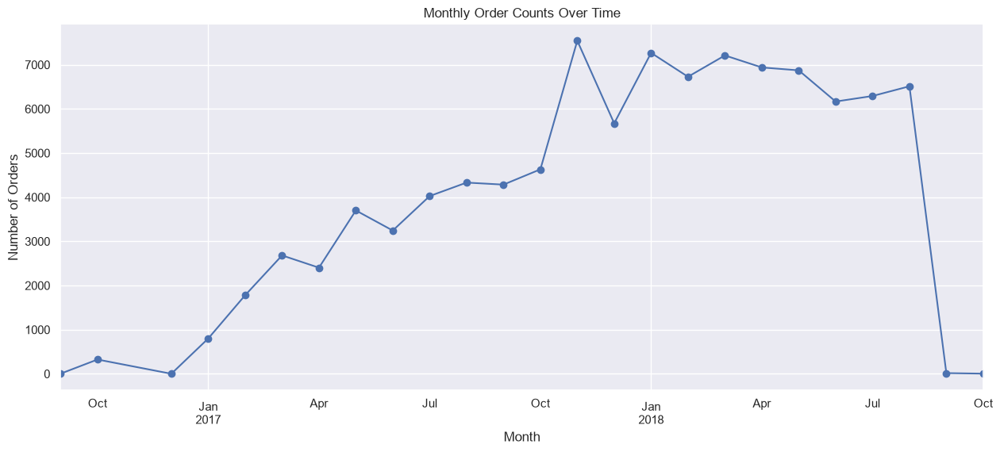 Monthly Order Counts Over Time
Number of Orders
7000
6000
5000
4000
3000
2000
1000
0
Oct Jan Apr Jul Oct Jan Apr Jul Oct
2017 2018
Month